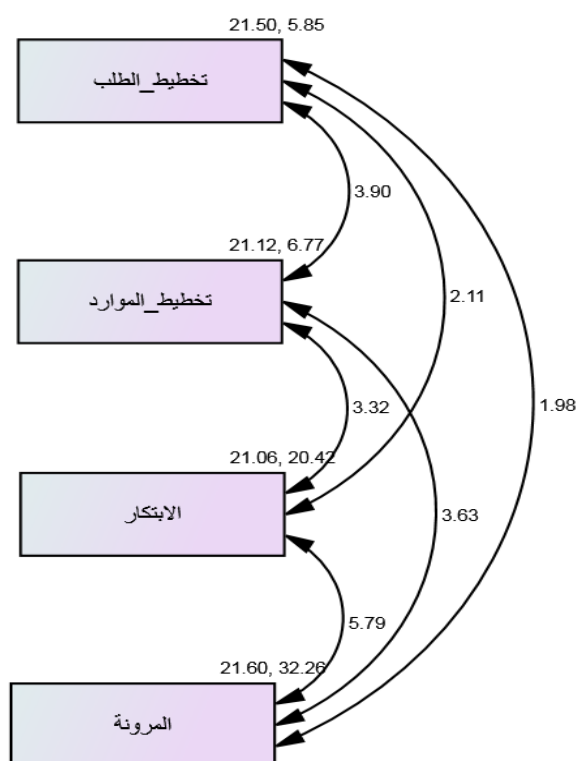 21.50, 5.85
تخطيط_الطلب
3.90
21.12, 6.77
2.11
تخطيط_الموارد
1.98
3.32
21.06, 20.42
3.63
الابتكار
5.79
21.60, 32.26
المرونة